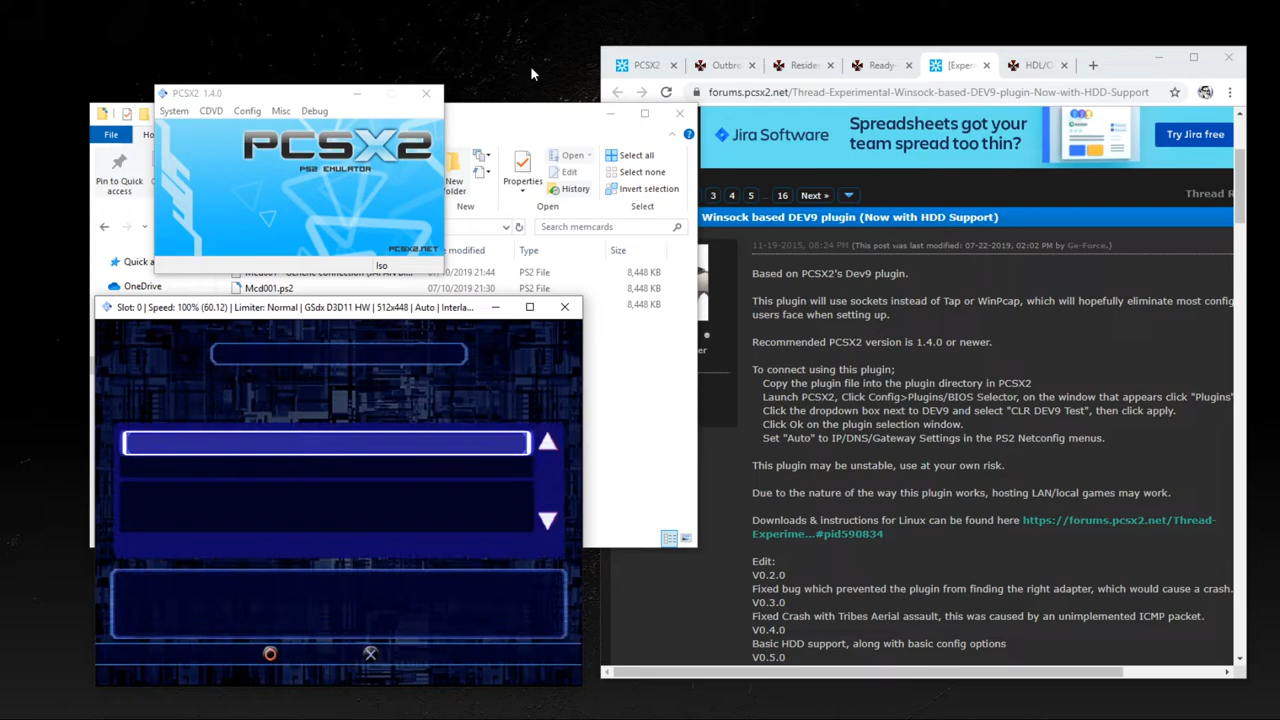 PCSX2 1.4.0
System CDVD Config Misc Debug
PCSX2
PS2 EMULATOR
PCSX2.NET
Iso
File
Pin to Quick
access
New
folder
Properties
Open
Edit
History
Open
Select all
Select none
Invert selection
Select
Search memcards
Type
Size
OneDrive
07/10/2019 21:44 PS2 File 8,448 KB
Mcd001.ps2 07/10/2019 21:30 PS2 File 8,448 KB
8,448 KB
Slot: 0 | Speed: 100% (60.12) | Limiter: Normal | GSdx D3D11 HW | 512x448 | Auto | Interla...
PCSX2 Outbre Reside Ready- [Exper HDL/C
forums.pcsx2.net/Thread-Experimental-Winsock-based-DEV9-plugin-Now-with-HDD-Support
Jira Software
Spreadsheets got your
team spread too thin?
Try Jira free
3 4 5 ... 16 Next »
Thread R
Winsock based DEV9 plugin (Now with HDD Support)
11-19-2015, 08:24 PM (This post was last modified: 07-22-2019, 02:02 PM by Ge-Force.)
Based on PCSX2's Dev9 plugin.
This plugin will use sockets instead of Tap or WinPcap, which will hopefully eliminate most config
users face when setting up.
Recommended PCSX2 version is 1.4.0 or newer.
To connect using this plugin;
Copy the plugin file into the plugin directory in PCSX2
Launch PCSX2, Click Config>Plugins/BIOS Selector, on the window that appears click "Plugins"
Click the dropdown box next to DEV9 and select "CLR DEV9 Test", then click apply.
Click Ok on the plugin selection window.
Set "Auto" to IP/DNS/Gateway Settings in the PS2 Netconfig menus.
This plugin may be unstable, use at your own risk.
Due to the nature of the way this plugin works, hosting LAN/local games may work.
Downloads & instructions for Linux can be found here https://forums.pcsx2.net/Thread-
Experime...#pid590834
Edit:
V0.2.0
Fixed bug which prevented the plugin from finding the right adapter, which would cause a crash.
V0.3.0
Fixed Crash with Tribes Aerial assault, this was caused by an unimplemented ICMP packet.
V0.4.0
Basic HDD support, along with basic config options
V0.5.0